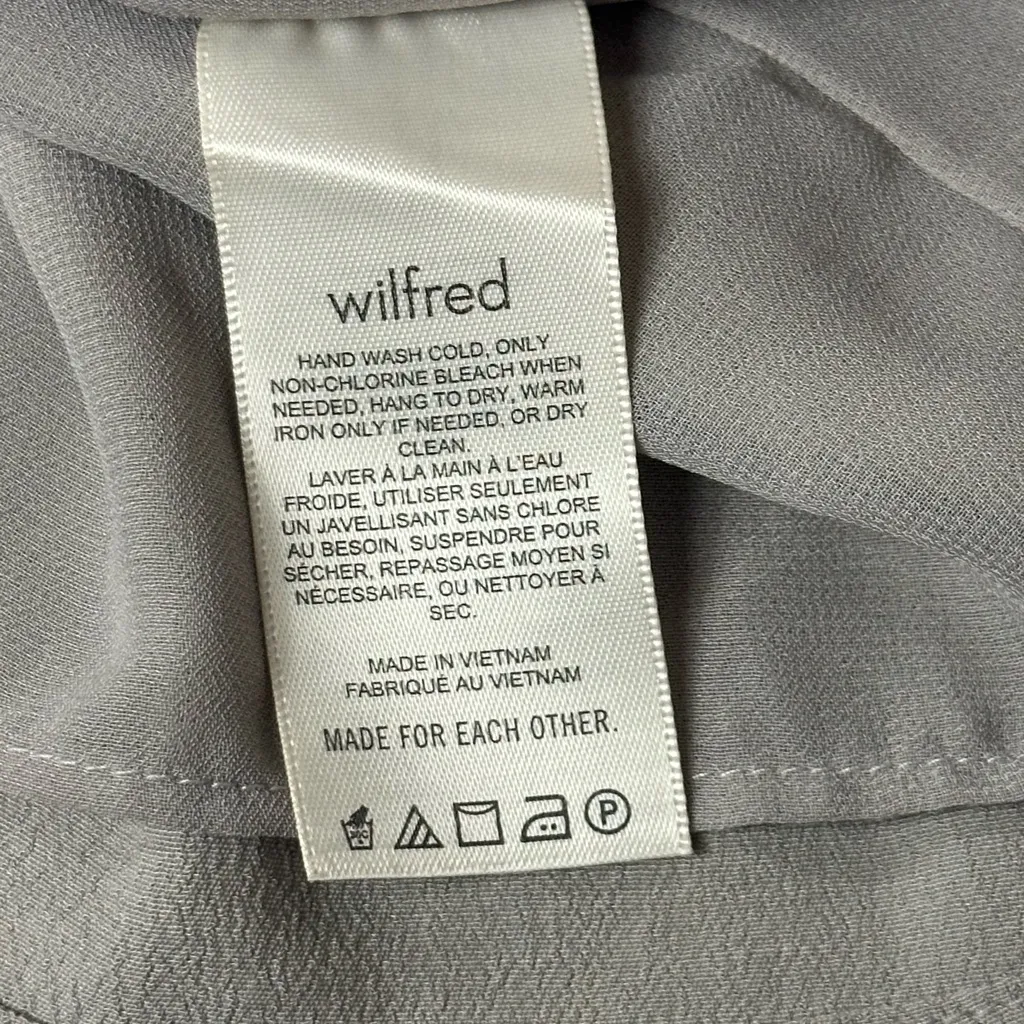 wilfred
HAND WASH COLD, ONLY
NON-CHLORINE BLEACH WHEN
NEEDED, HANG TO DRY, WARM
IRON ONLY IF NEEDED, OR DRY
CLEAN.
LAVER À LA MAIN À L'EAU
FROIDE, UTILISER SEULEMENT
UN JAVELLISANT SANS CHLORE
AU BESOIN, SUSPENDRE POUR
SÉCHER, REPASSAGE MOYEN SI
NÉCESSAIRE, OU NETTOYER À
SEC.
MADE IN VIETNAM
FABRIQUÉ AU VIETNAM
MADE FOR EACH OTHER.
P